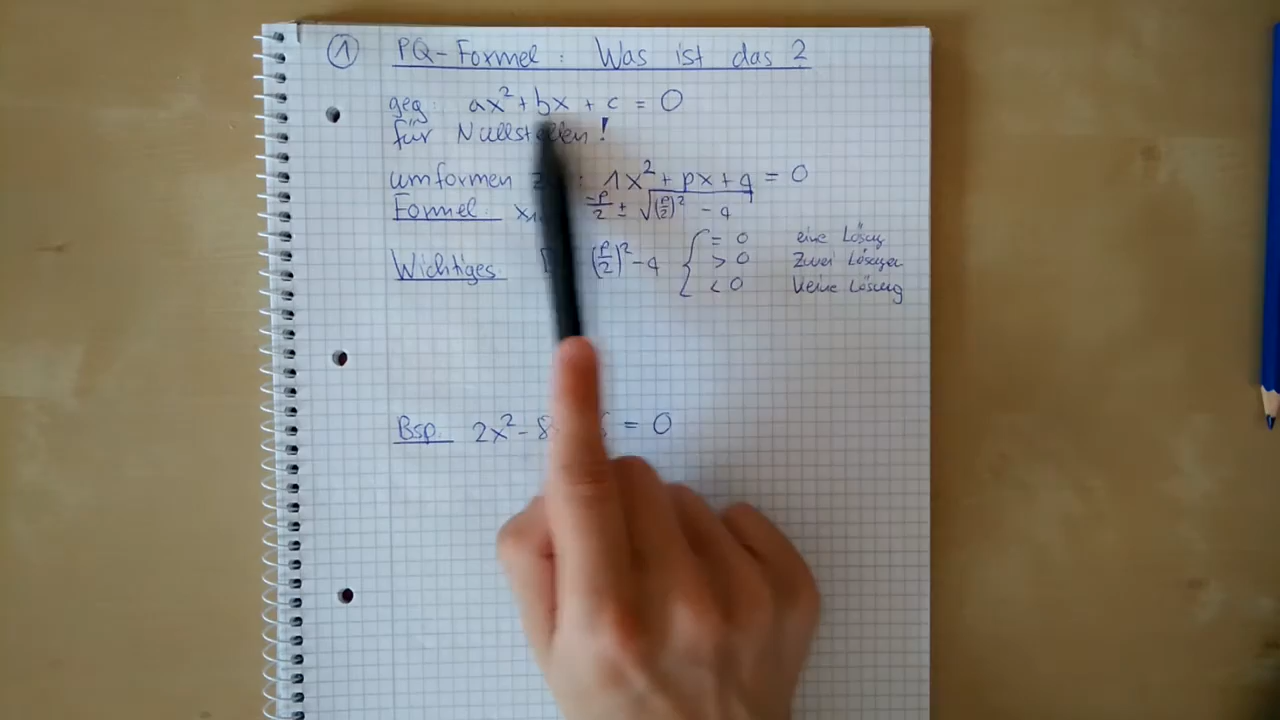 ① PQ-Formel: Was ist das?
geg: ax² + bx + c = 0
für Nullstellen!
umformen : 1x² + px + q = 0
Formel: -p/2 ± √((p/2)² - q)
Wichtiges (p/2)² - q { = 0 eine Lösung
> 0 zwei Lösungen
< 0 keine Lösung
Bsp. 2x² - 8 = 0